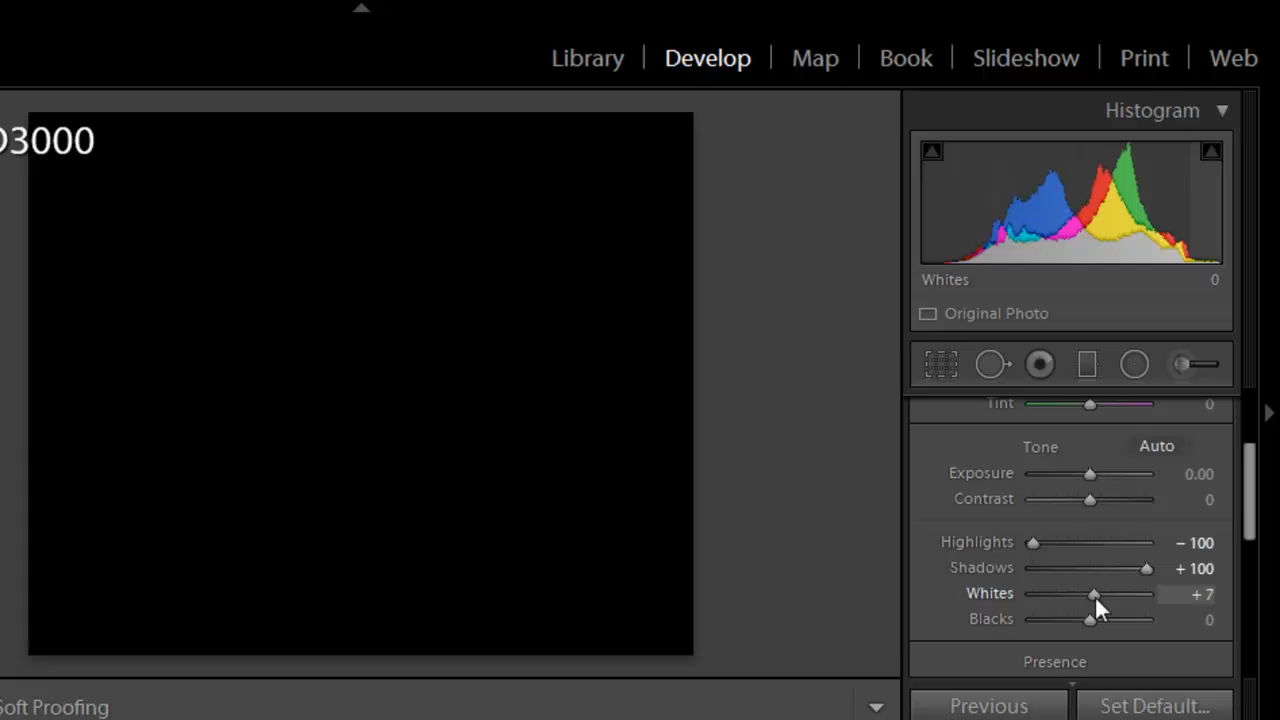 Library | Develop | Map | Book | Slideshow | Print | Web
Histogram
D3000
Whites 0
Original Photo
Tint 0
Tone Auto
Exposure 0.00
Contrast 0
Highlights – 100
Shadows + 100
Whites + 7
Blacks 0
Presence
Previous Set Default...
Soft Proofing